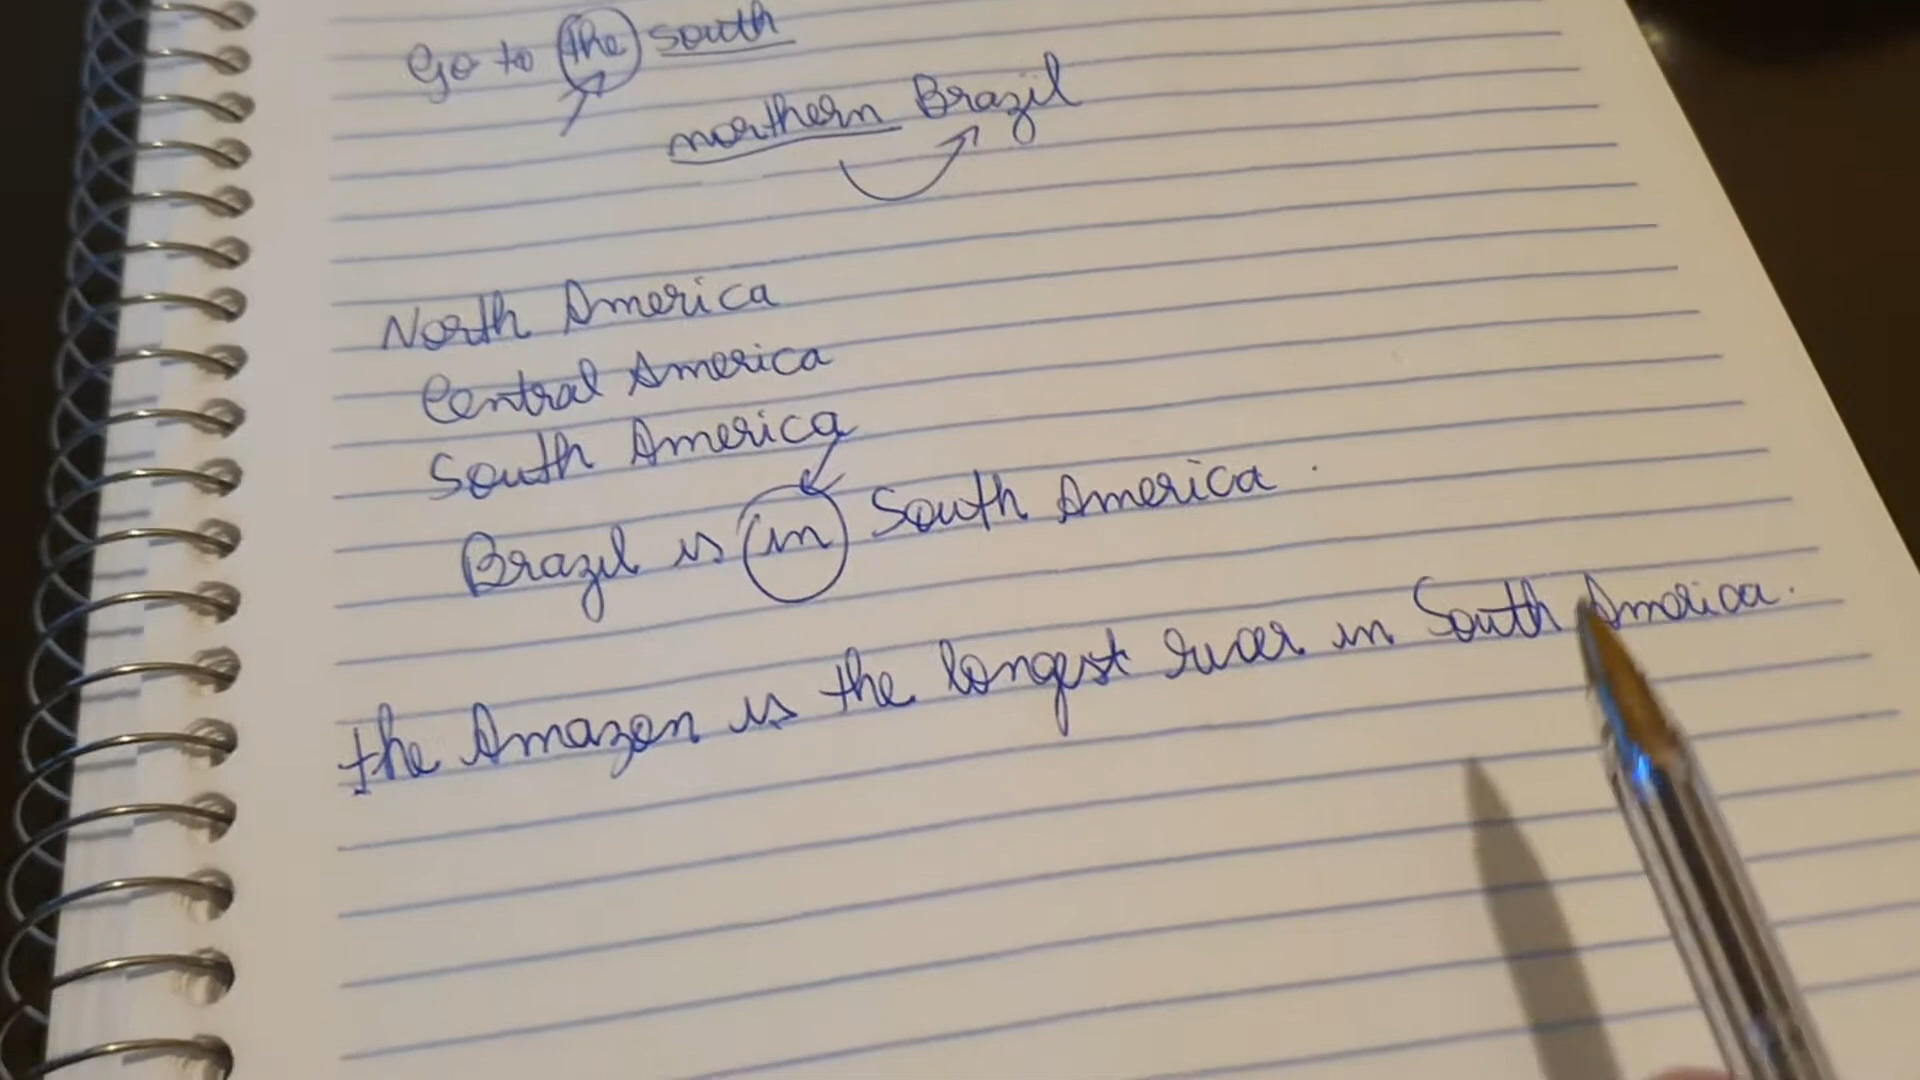 Go to the south
northern Brazil
North America
Central America
South America
Brazil is in South America.
the Amazon is the longest river in South America.